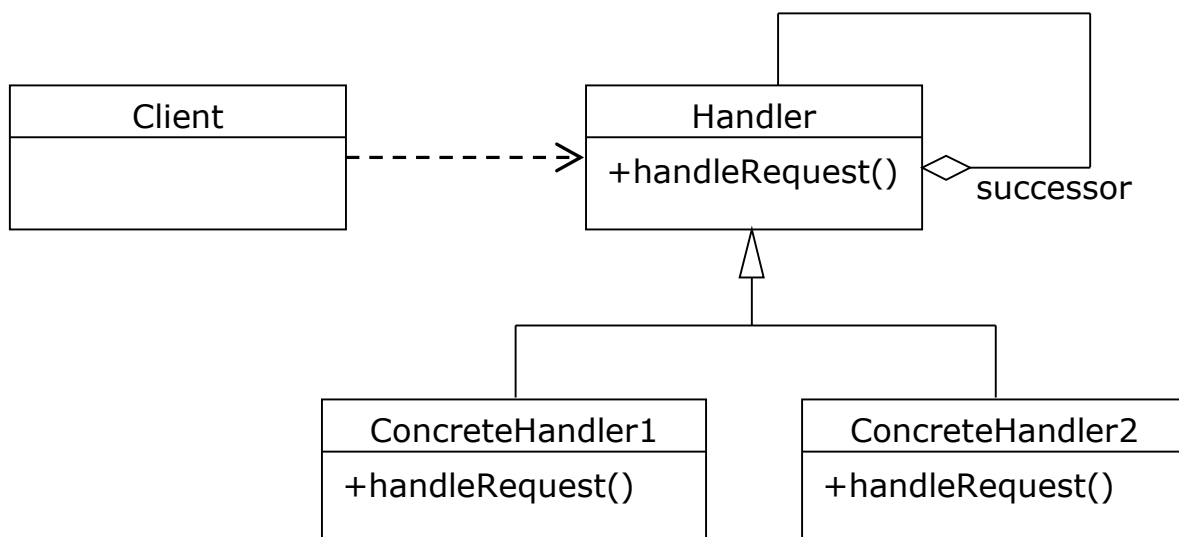 Client
Handler
+handleRequest()
successor
ConcreteHandler1
+handleRequest()
ConcreteHandler2
+handleRequest()